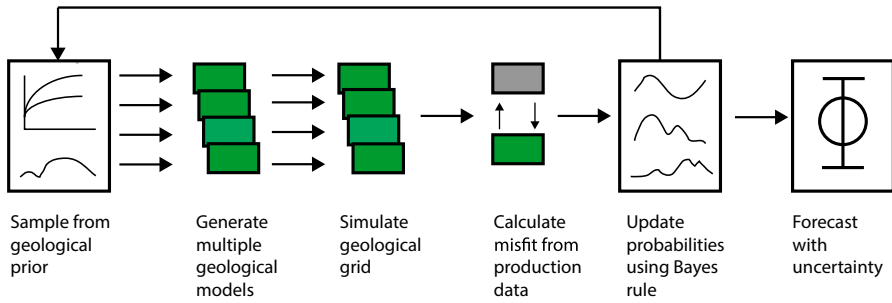 Sample from
geological
prior
Generate
multiple
geological
models
Simulate
geological
grid
Calculate
misfit from
production
data
Update
probabilities
using Bayes
rule
Forecast
with
uncertainty